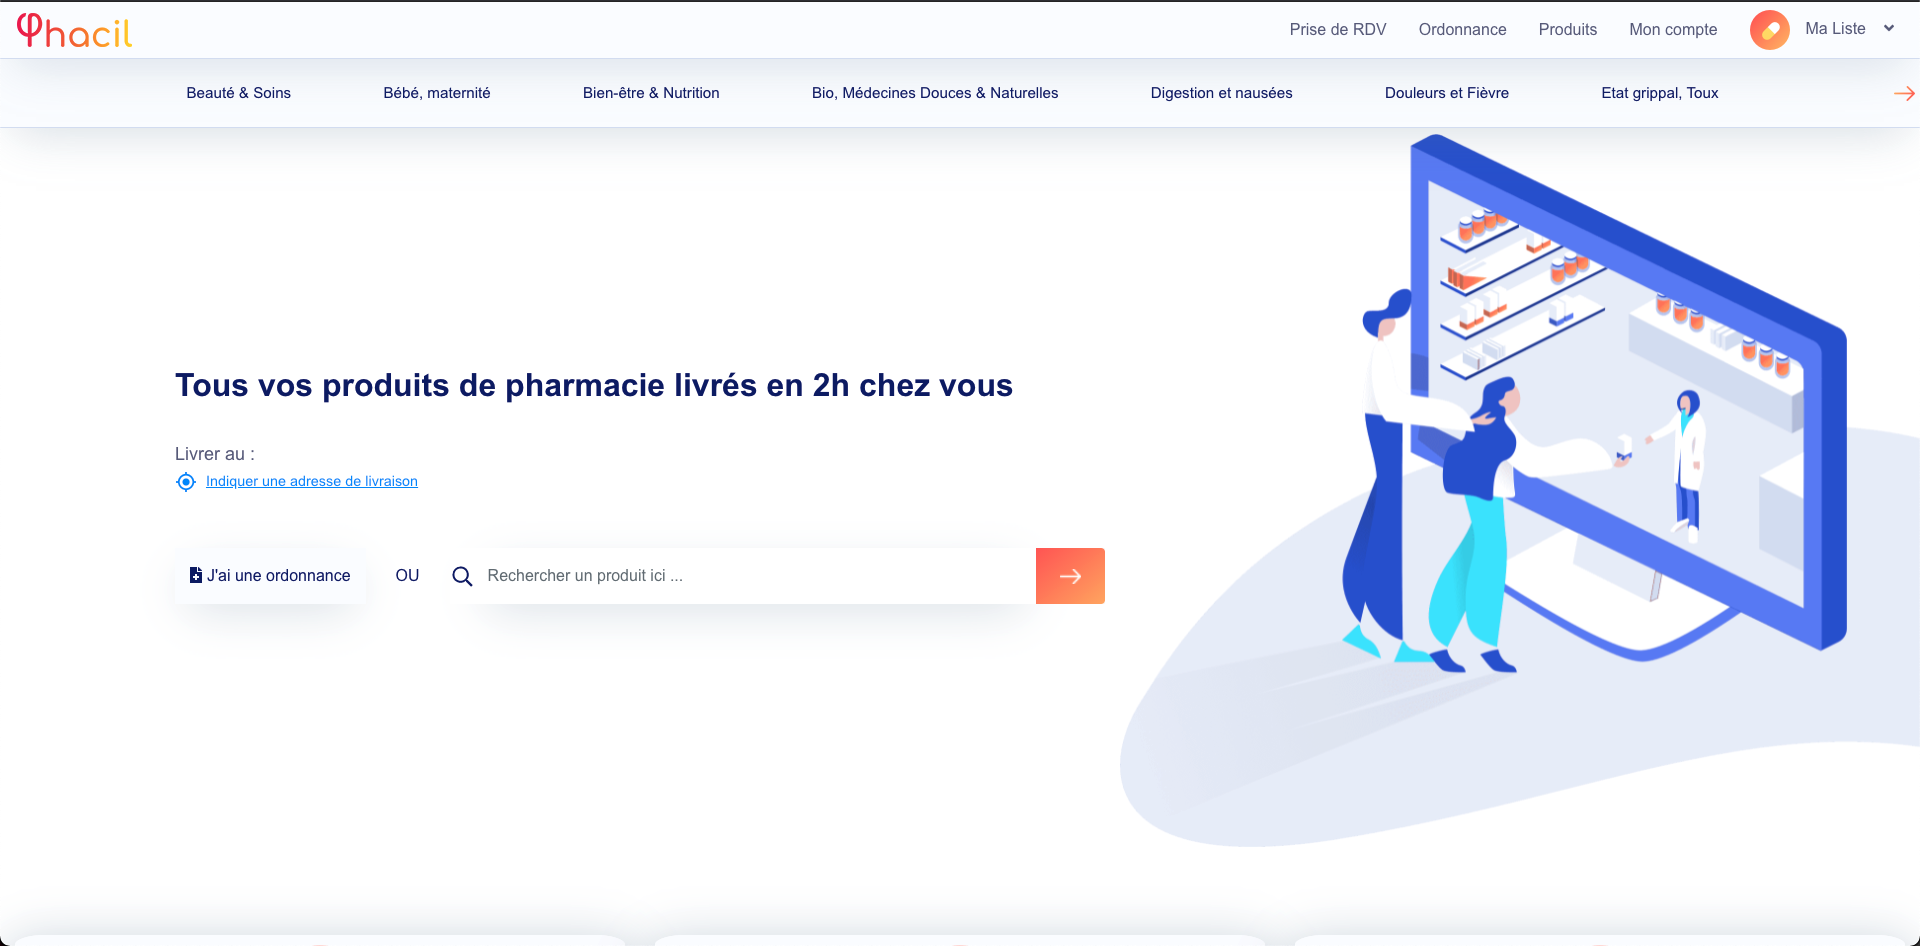 Phacil
Prise de RDV
Ordonnance
Produits
Mon compte
Ma Liste
Beauté & Soins
Bébé, maternité
Bien-être & Nutrition
Bio, Médecines Douces & Naturelles
Digestion et nausées
Douleurs et Fièvre
Etat grippal, Toux
Tous vos produits de pharmacie livrés en 2h chez vous
Livrer au :
Indiquer une adresse de livraison
J'ai une ordonnance
OU
Rechercher un produit ici ...